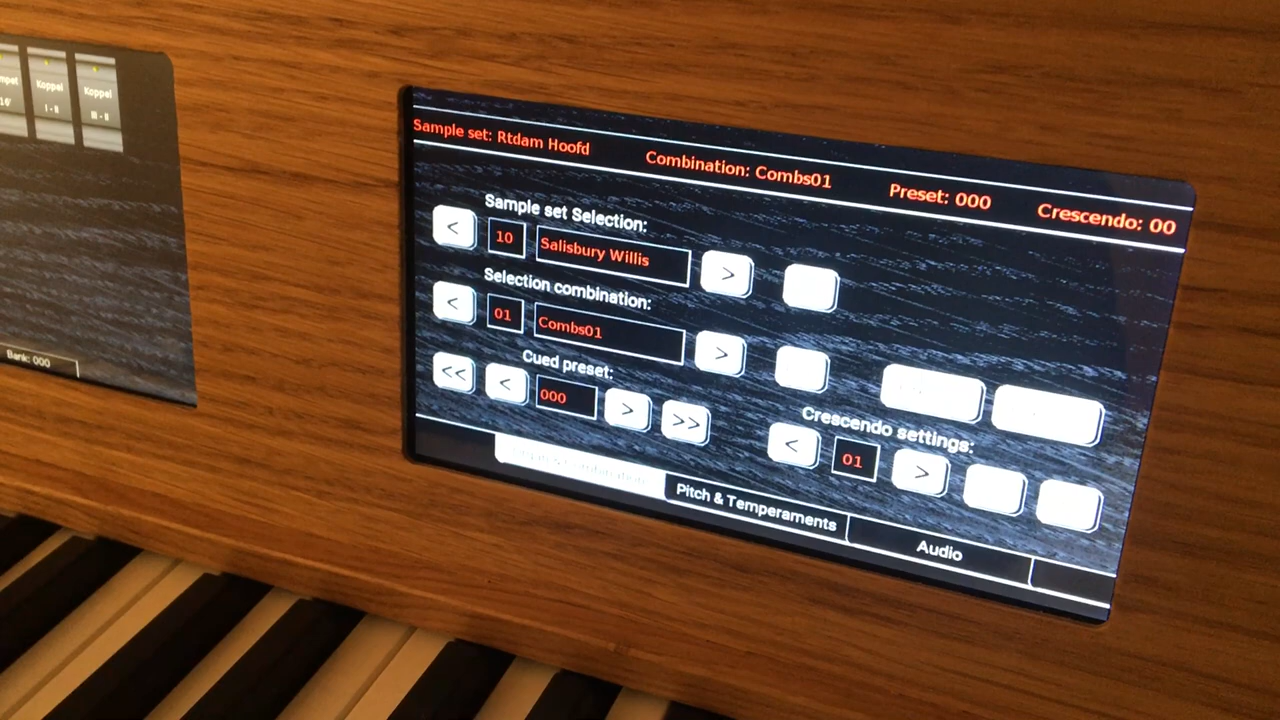 Koppel
Koppel
16'
I - II
III - II
Bank: 000
Sample set: Rtdam Hoofd
Combination: Combs01
Preset: 000
Crescendo: 00
Sample set Selection:
<
10
Salisbury Willis
>
Selection combination:
<
01
Combs01
>
Cued preset:
<<
<
000
>
>>
Crescendo settings:
<
01
>
Pitch & Temperaments
Audio